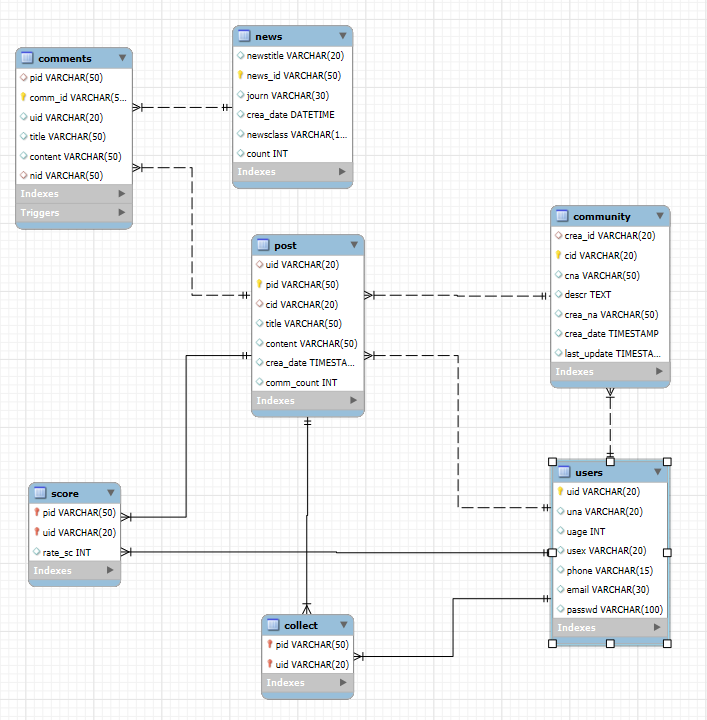 comments
pid VARCHAR(50)
comm_id VARCHAR(5...
uid VARCHAR(20)
title VARCHAR(50)
content VARCHAR(50)
nid VARCHAR(50)
Indexes
Triggers
news
newstitle VARCHAR(20)
news_id VARCHAR(50)
journ VARCHAR(30)
crea_date DATETIME
newsclass VARCHAR(1...
count INT
Indexes
post
uid VARCHAR(20)
pid VARCHAR(50)
cid VARCHAR(20)
title VARCHAR(50)
content VARCHAR(50)
crea_date TIMESTA...
comm_count INT
Indexes
community
crea_id VARCHAR(20)
cid VARCHAR(20)
cna VARCHAR(50)
descr TEXT
crea_na VARCHAR(50)
crea_date TIMESTAMP
last_update TIMESTA...
Indexes
score
pid VARCHAR(50)
uid VARCHAR(20)
rate_sc INT
Indexes
users
uid VARCHAR(20)
una VARCHAR(20)
uage INT
usex VARCHAR(20)
phone VARCHAR(15)
email VARCHAR(30)
passwd VARCHAR(100)
Indexes
collect
pid VARCHAR(50)
uid VARCHAR(20)
Indexes